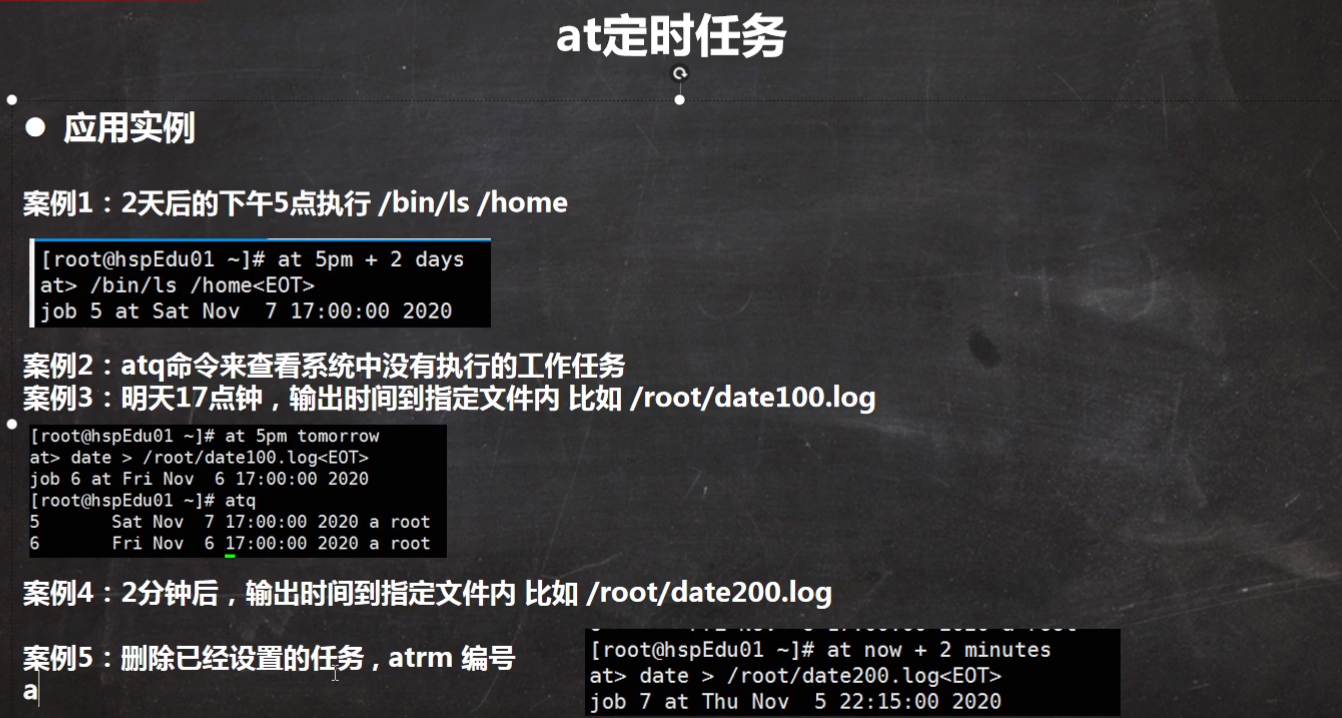 at定时任务
● 应用实例
案例1：2天后的下午5点执行 /bin/ls /home
[root@hspEdu01 ~]# at 5pm + 2 days
at> /bin/ls /home<EOT>
job 5 at Sat Nov  7 17:00:00 2020
案例2：atq命令来查看系统中没有执行的工作任务
案例3：明天17点钟，输出时间到指定文件内 比如 /root/date100.log
[root@hspEdu01 ~]# at 5pm tomorrow
at> date > /root/date100.log<EOT>
job 6 at Fri Nov  6 17:00:00 2020
[root@hspEdu01 ~]# atq
5       Sat Nov  7 17:00:00 2020 a root
6       Fri Nov  6 17:00:00 2020 a root
案例4：2分钟后，输出时间到指定文件内 比如 /root/date200.log
案例5：删除已经设置的任务，atrm 编号
a
[root@hspEdu01 ~]# at now + 2 minutes
at> date > /root/date200.log<EOT>
job 7 at Thu Nov  5 22:15:00 2020